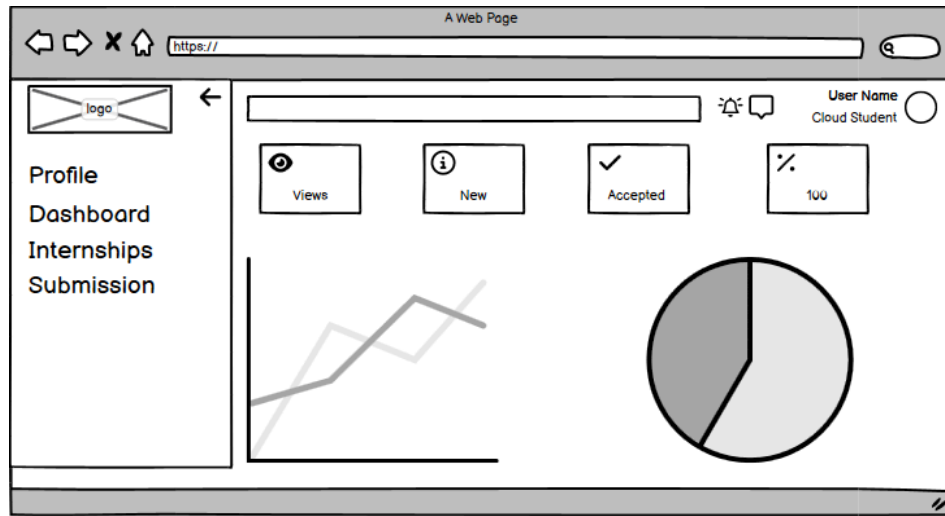 A Web Page
https://
logo
User Name
Cloud Student
Profile
Dashboard
Internships
Submission
Views
New
Accepted
100